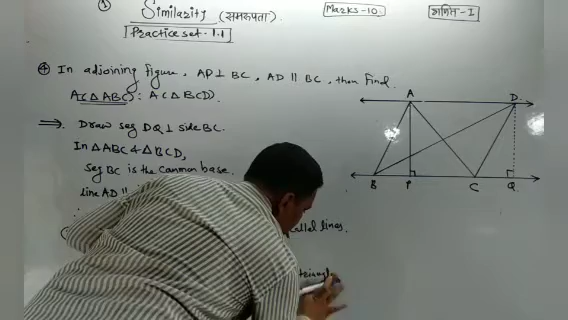 ①
Similarity (समरूपता).
Marks-10.
गणित-I
Practice set-1.1
④ In adjoining figure, AP⊥BC, AD || BC, then Find.
A(△ABC) : A(△BCD).
⟹. Draw seg DQ ⊥ side BC.
In △ABC & △BCD,
Seg BC is the common base.
line AD ||
parallel lines.
triangle
A
D
B
P
C
Q